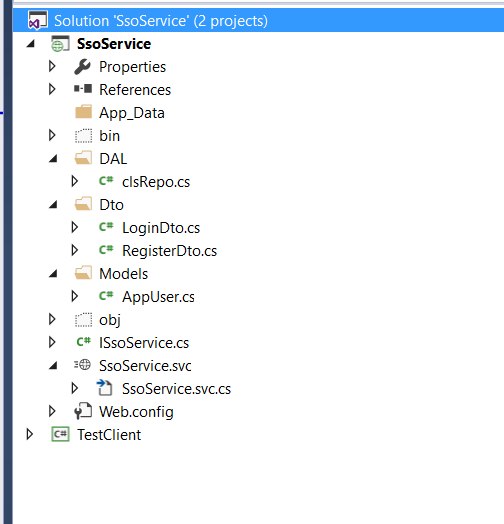 Solution 'SsoService' (2 projects)
SsoService
Properties
References
App_Data
bin
DAL
clsRepo.cs
Dto
LoginDto.cs
RegisterDto.cs
Models
AppUser.cs
obj
ISsoService.cs
SsoService.svc
SsoService.svc.cs
Web.config
TestClient